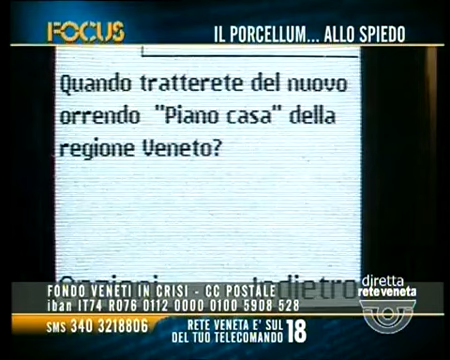 FOCUS
IL PORCELLUM... ALLO SPIEDO
Quando tratterete del nuovo
orrendo "Piano casa" della
regione Veneto?
Opzioni Indietro
FONDO VENETI IN CRISI - CC POSTALE
iban IT74 R076 0112 0000 0100 5908 528
diretta
reteveneta
SMS 340 3218806
RETE VENETA E' SUL
DEL TUO TELECOMANDO 18